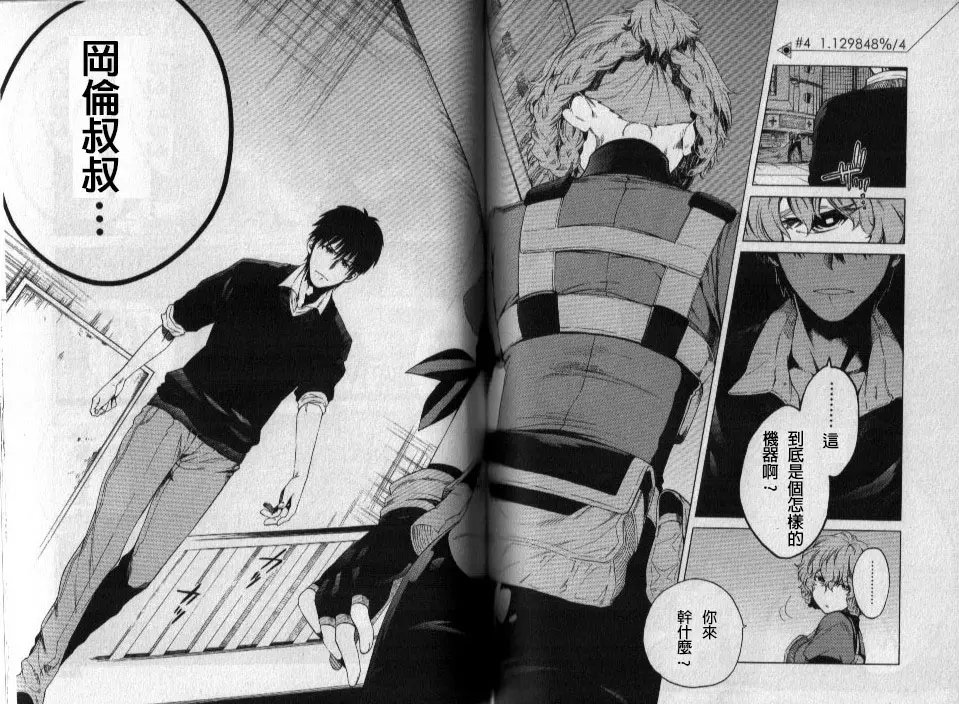 #4 1.129848%/4
………這
到底是個怎樣的
機器啊？
………
你來
幹什麼？
岡倫叔叔…